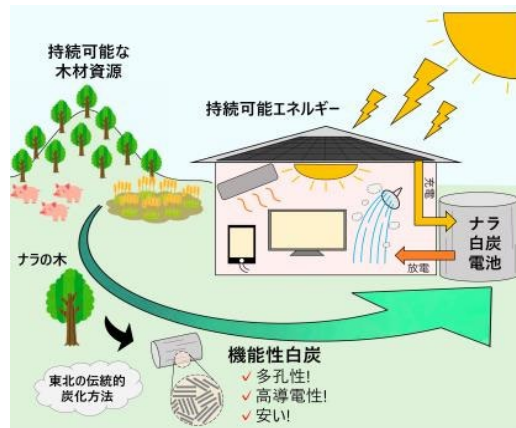 持続可能な
木材資源
持続可能エネルギー
充電
ナラ
白炭
電池
放電
ナラの木
機能性白炭
✓ 多孔性!
✓ 高導電性!
✓ 安い!
東北の伝統的
炭化方法